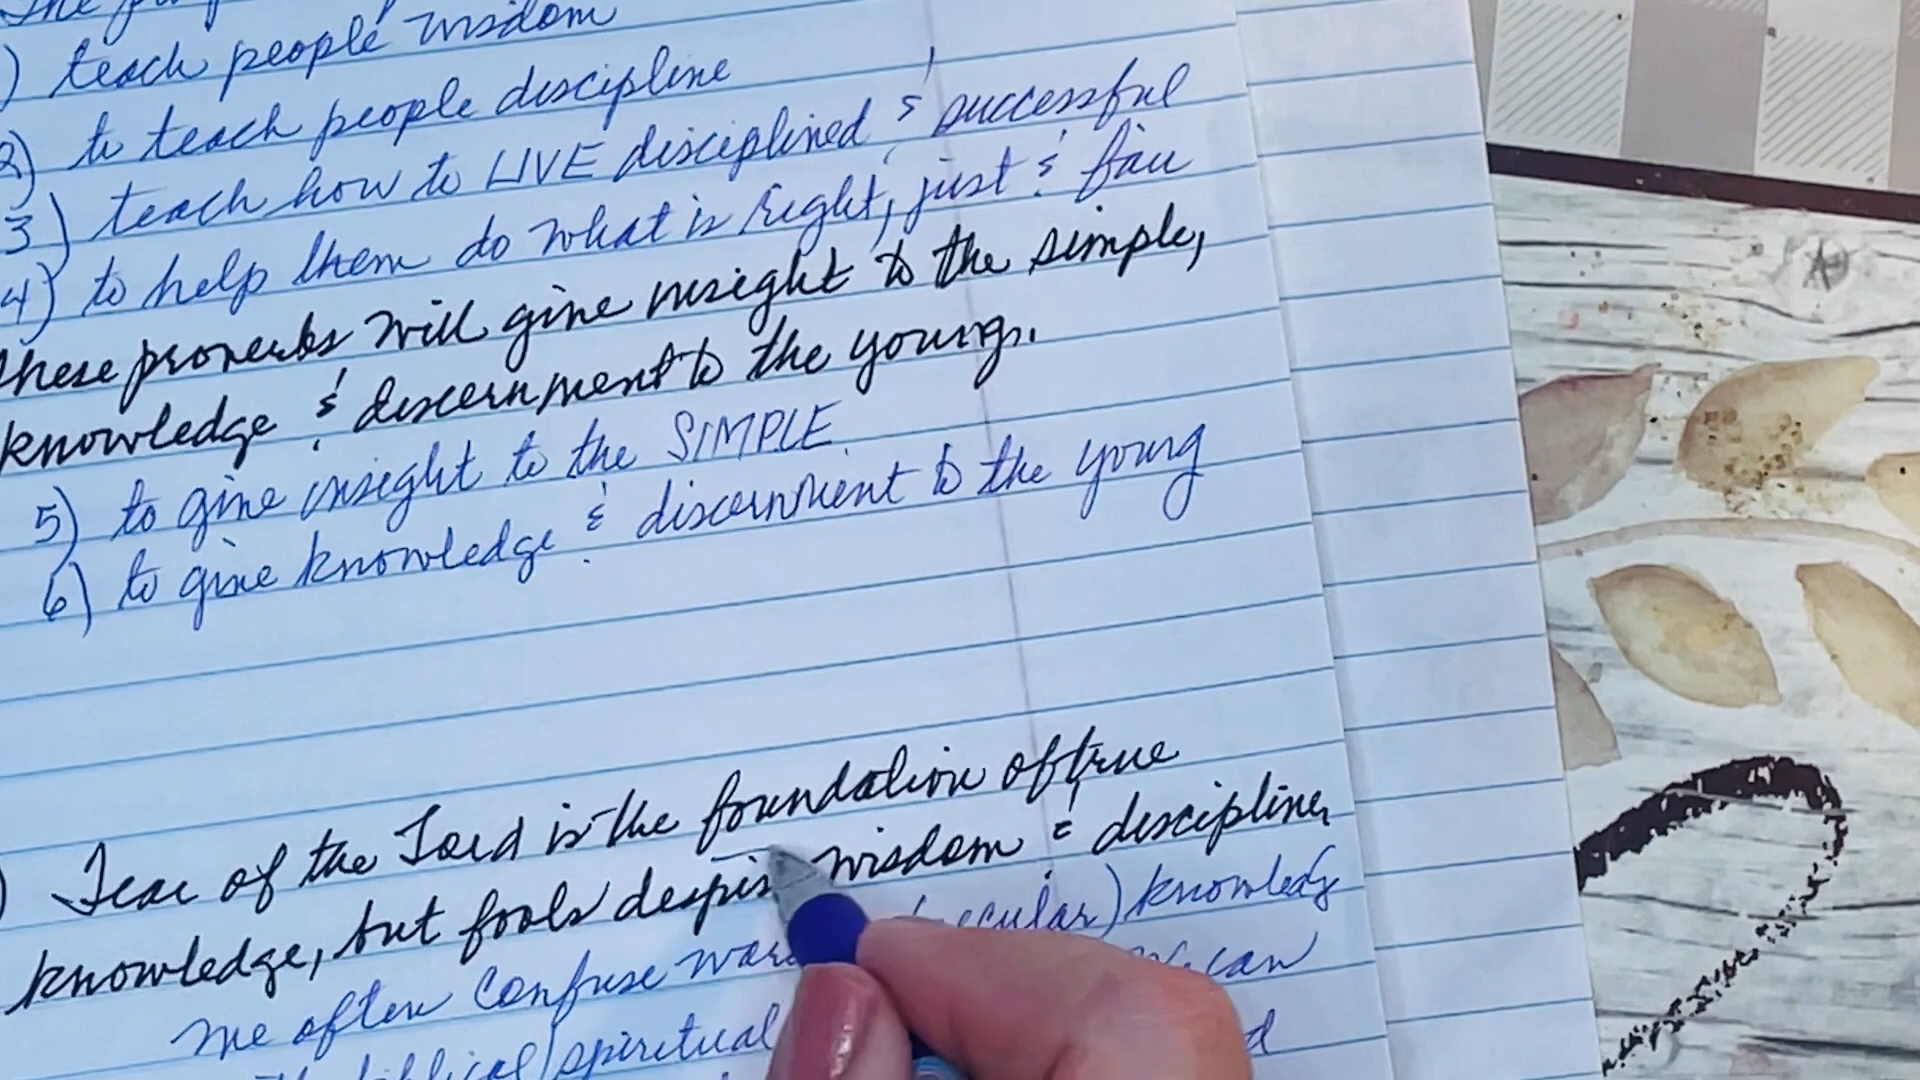 The
) teach people wisdom
2) to teach people discipline
3) teach how to LIVE disciplined & successful
4) to help them do what is right, just & fair
these proverbs will give insight to the simple,
knowledge & discernment to the young.
5) to give insight to the SIMPLE
6) to give knowledge & discernment to the young
) Fear of the Lord is the foundation of true
knowledge, but fools despis wisdom & discipline
we often confuse secular) knowledge
biblical/spiritual